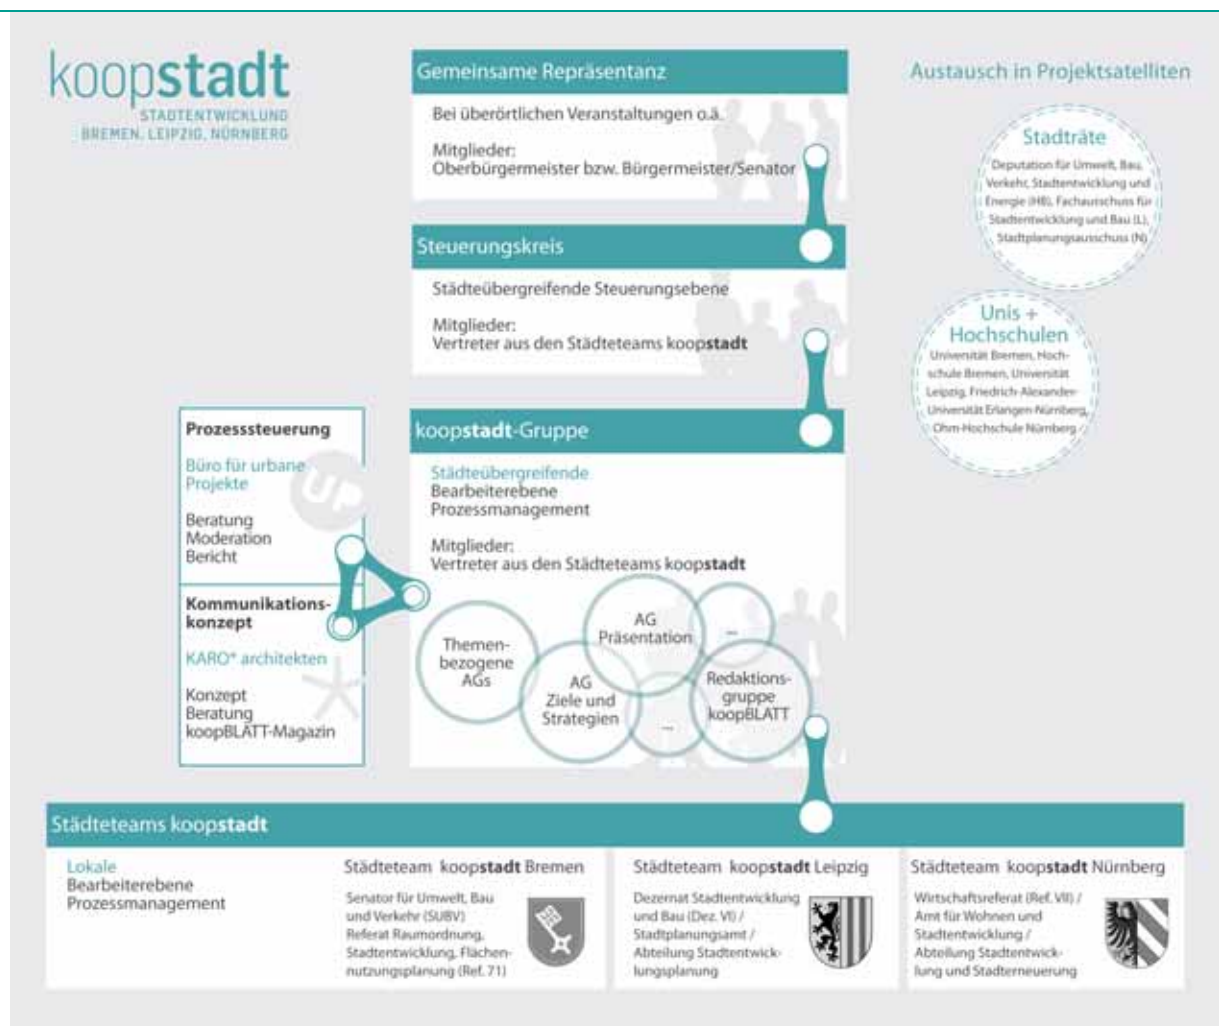 koopstadt
STADTENTWICKLUNG
BREMEN, LEIPZIG, NÜRNBERG
Gemeinsame Repräsentanz
Bei überörtlichen Veranstaltungen o.ä.
Mitglieder:
Oberbürgermeister bzw. Bürgermeister/Senator
Steuerungskreis
Städteübergreifende Steuerungsebene
Mitglieder:
Vertreter aus den Städteteams koopstadt
Austausch in Projektsatelliten
Stadträte
Deputation für Umwelt, Bau,
Verkehr, Stadtentwicklung und
Energie (HB), Fachausschuss für
Stadtentwicklung und Bau (L),
Stadtplanungsausschuss (N)
Unis +
Hochschulen
Universität Bremen, Hoch-
schule Bremen, Universität
Leipzig, Friedrich-Alexander-
Universität Erlangen-Nürnberg,
Ohm-Hochschule Nürnberg
Prozesssteuerung
Büro für urbane
Projekte
UP
Beratung
Moderation
Bericht
Kommunikations-
konzept
KARO* architekten
Konzept
Beratung
koopBLATT-Magazin
koopstadt-Gruppe
Städteübergreifende
Bearbeiterebene
Prozessmanagement
Mitglieder:
Vertreter aus den Städteteams koopstadt
Themen-
bezogene
AGs
AG
Ziele und
Strategien
AG
Präsentation
...
...
Redaktions-
gruppe
koopBLATT
Städteteams koopstadt
Lokale
Bearbeiterebene
Prozessmanagement
Städteteam koopstadt Bremen
Senator für Umwelt, Bau
und Verkehr (SUBV)
Referat Raumordnung,
Stadtentwicklung, Flächen-
nutzungsplanung (Ref. 71)
Städteteam koopstadt Leipzig
Dezernat Stadtentwicklung
und Bau (Dez. VI) /
Stadtplanungsamt /
Abteilung Stadtentwick-
lungsplanung
Städteteam koopstadt Nürnberg
Wirtschaftsreferat (Ref. VII) /
Amt für Wohnen und
Stadtentwicklung /
Abteilung Stadtentwick-
lung und Stadterneuerung